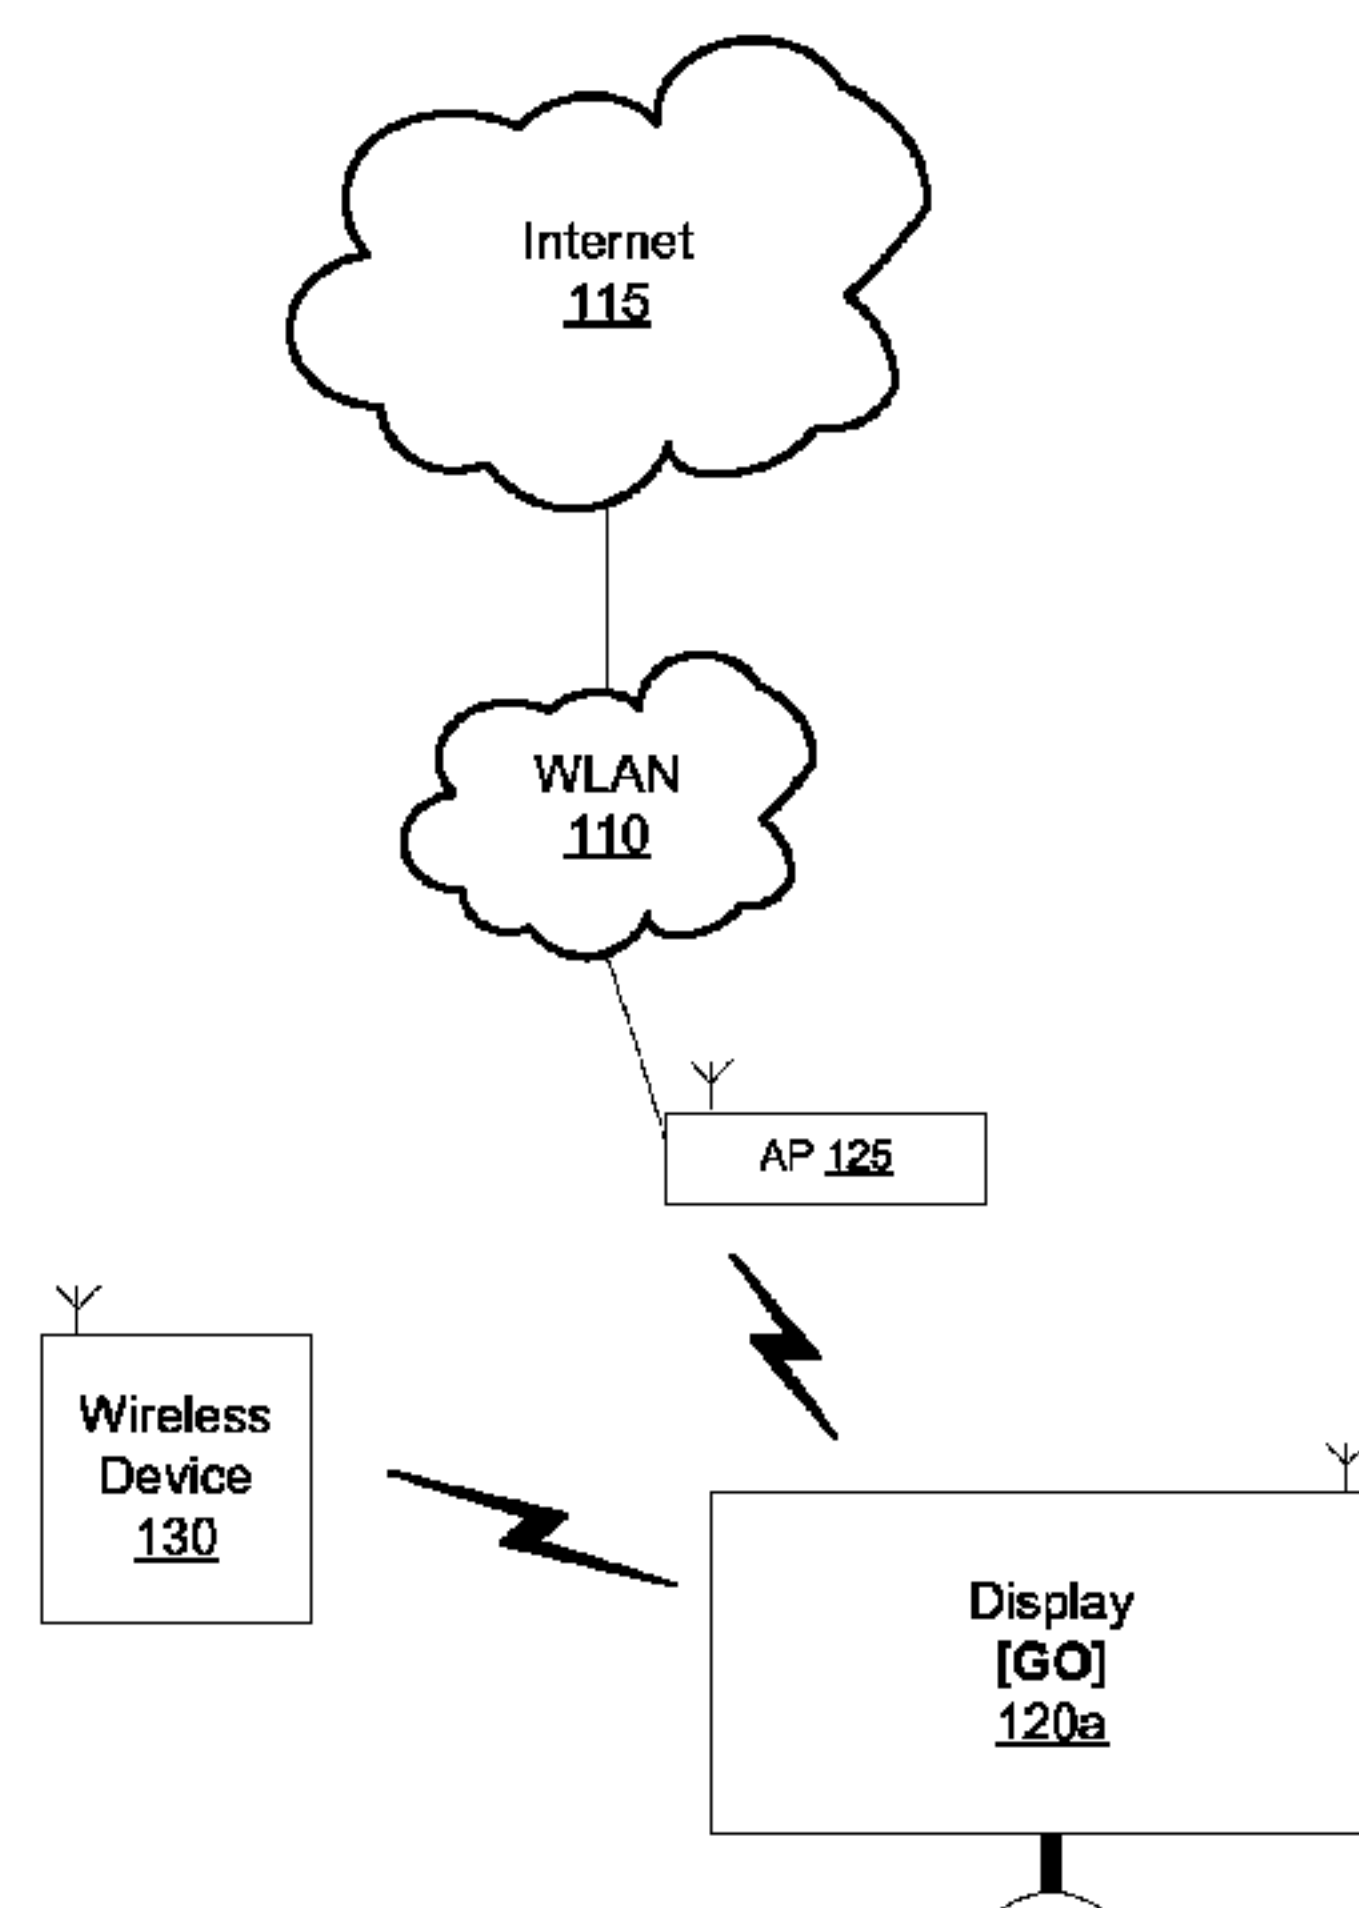 Internet
115
WLAN
110
AP 125
Wireless
Device
130
Display
[GO]
120a